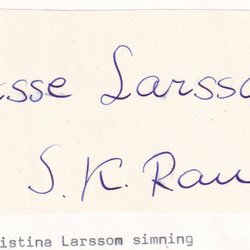 sse Larsso
S.K. Ran
istina Larssom simning